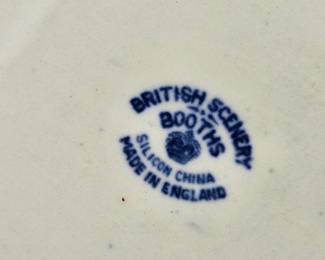 BRITISH SCENERY
BOOTHS
SILICON CHINA
MADE IN ENGLAND